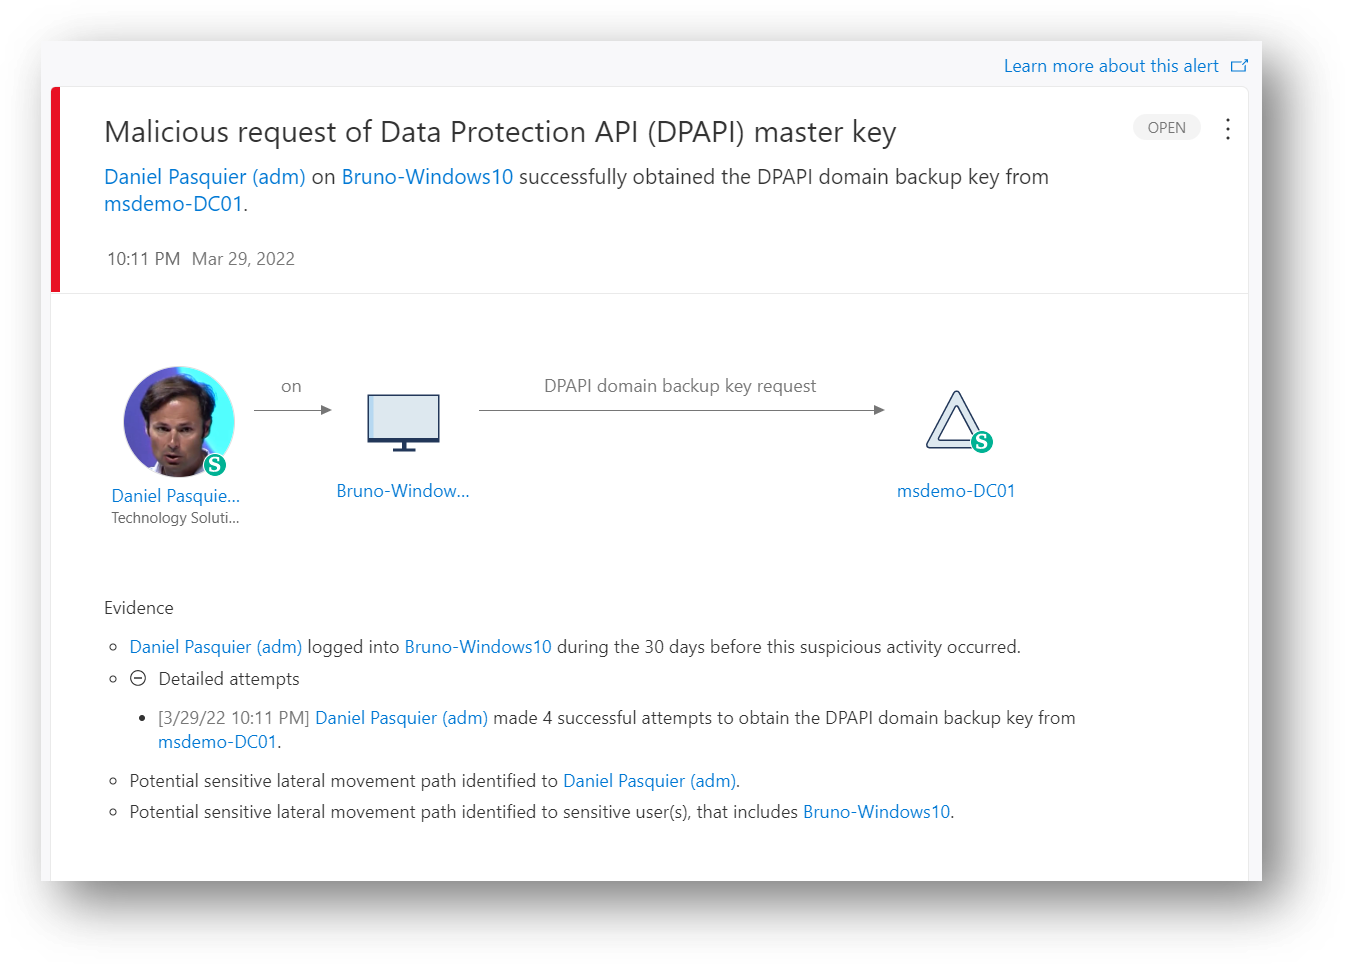 Learn more about this alert
Malicious request of Data Protection API (DPAPI) master key
OPEN
Daniel Pasquier (adm) on Bruno-Windows10 successfully obtained the DPAPI domain backup key from
msdemo-DC01.
10:11 PM Mar 29, 2022
on
DPAPI domain backup key request
S
S
Daniel Pasquie...
Bruno-Window...
msdemo-DC01
Technology Soluti...
Evidence
Daniel Pasquier (adm) logged into Bruno-Windows10 during the 30 days before this suspicious activity occurred.
Detailed attempts
[3/29/22 10:11 PM] Daniel Pasquier (adm) made 4 successful attempts to obtain the DPAPI domain backup key from
msdemo-DC01.
Potential sensitive lateral movement path identified to Daniel Pasquier (adm).
Potential sensitive lateral movement path identified to sensitive user(s), that includes Bruno-Windows10.